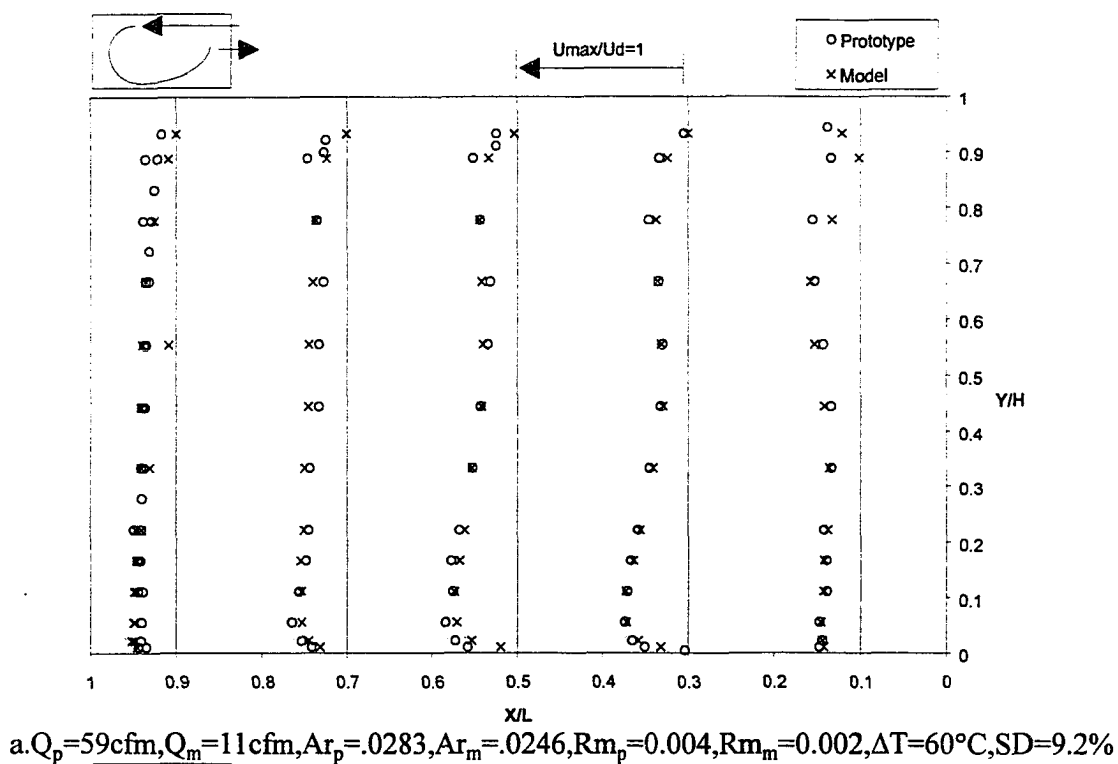 Umax/Ud=1
o Prototype
× Model
1
0.9
0.8
0.7
0.6
0.5
0.4
0.3
0.2
0.1
0
Y/H
1 0.9 0.8 0.7 0.6 0.5 0.4 0.3 0.2 0.1 0
X/L
a.Qp=59cfm,Qm=11cfm,Arp=.0283,Arm=.0246,Rmp=0.004,Rmm=0.002,ΔT=60°C,SD=9.2%